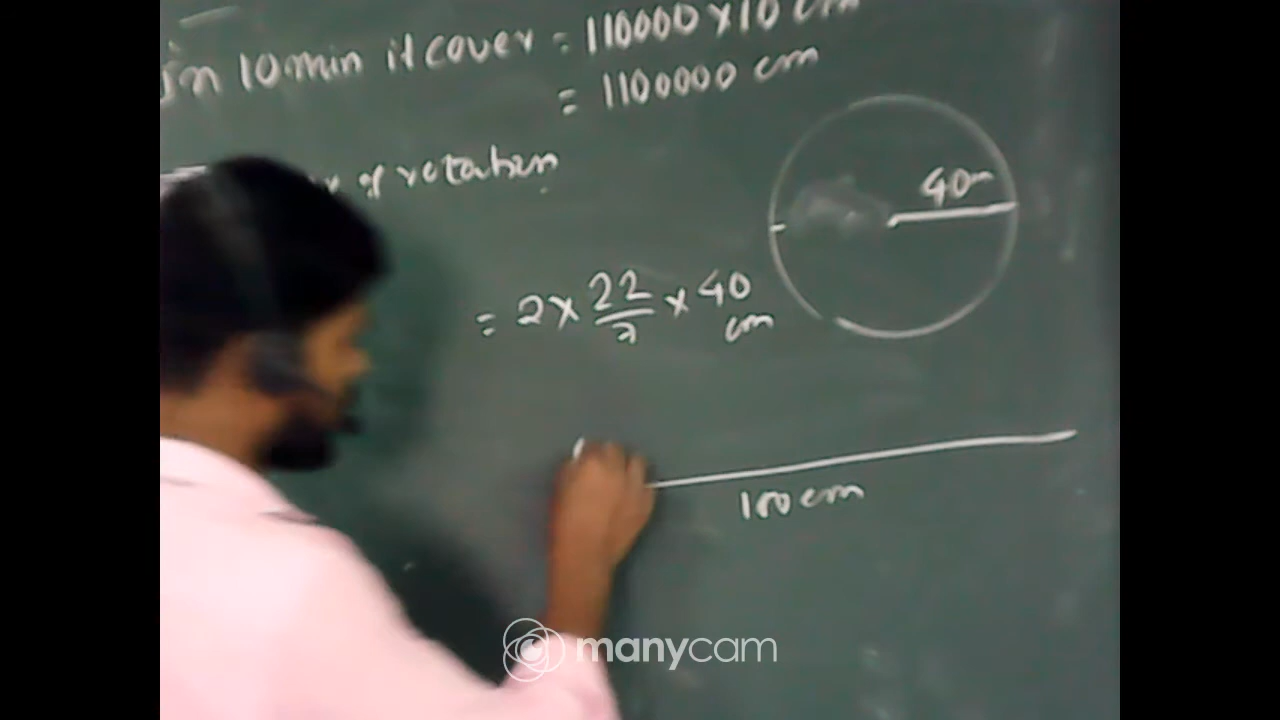 In 10 min it cover = 110000 x 10 cm
= 1100000 cm
of rotation
40
= 2 x 22/7 x 40
cm
100 cm
manycam